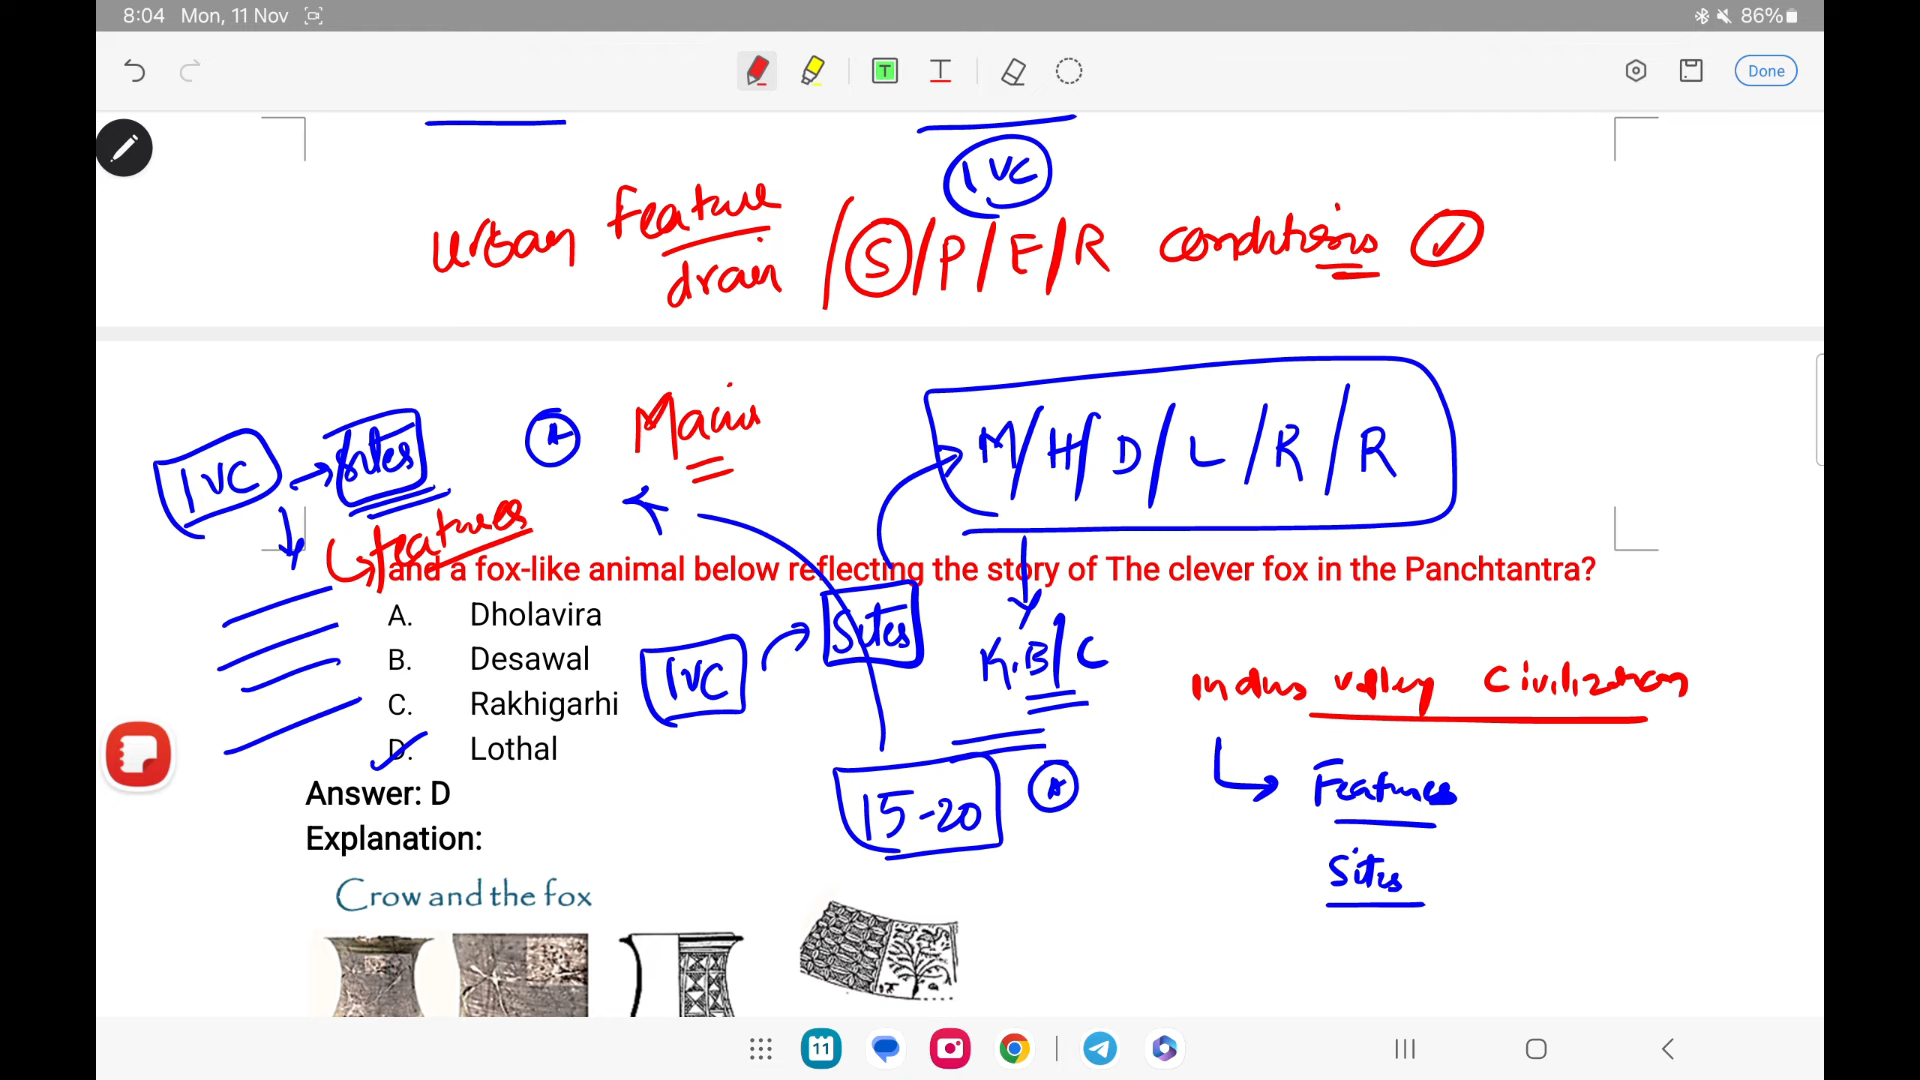 8:04 Mon, 11 Nov
86%
T
T
Done
IVC
Urban feature drain / S / P / E / R conditions
IVC → Sites
features
A
Mains
M / H / D / L / R / R
and a fox-like animal below reflecting the story of The clever fox in the Panchtantra?
A. Dholavira
B. Desawal
C. Rakhigarhi
D. Lothal
IVC
Sites
K.B / C
15-20
A
Indus valley Civilization
Features
Sites
Answer: D
Explanation:
Crow and the fox
11